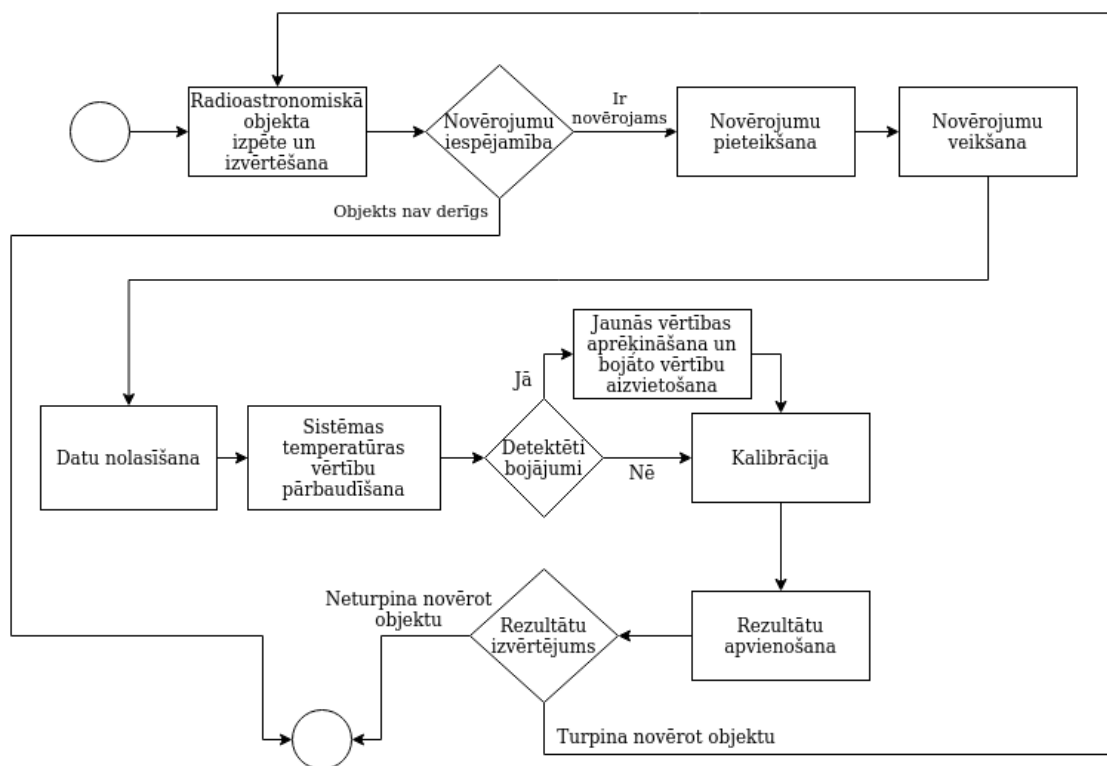 Radioastronomiskā
objekta
izpēte un
izvērtēšana
Novērojumu
iespējamība
Ir
novērojams
Novērojumu
pieteikšana
Novērojumu
veikšana
Objekts nav derīgs
Jaunās vērtības
aprēķināšana un
bojāto vērtību
aizvietošana
Jā
Datu nolasīšana
Sistēmas
temperatūras
vērtību
pārbaudīšana
Detektēti
bojājumi
Nē
Kalibrācija
Neturpina novērot
objektu
Rezultātu
izvērtējums
Rezultātu
apvienošana
Turpina novērot objektu